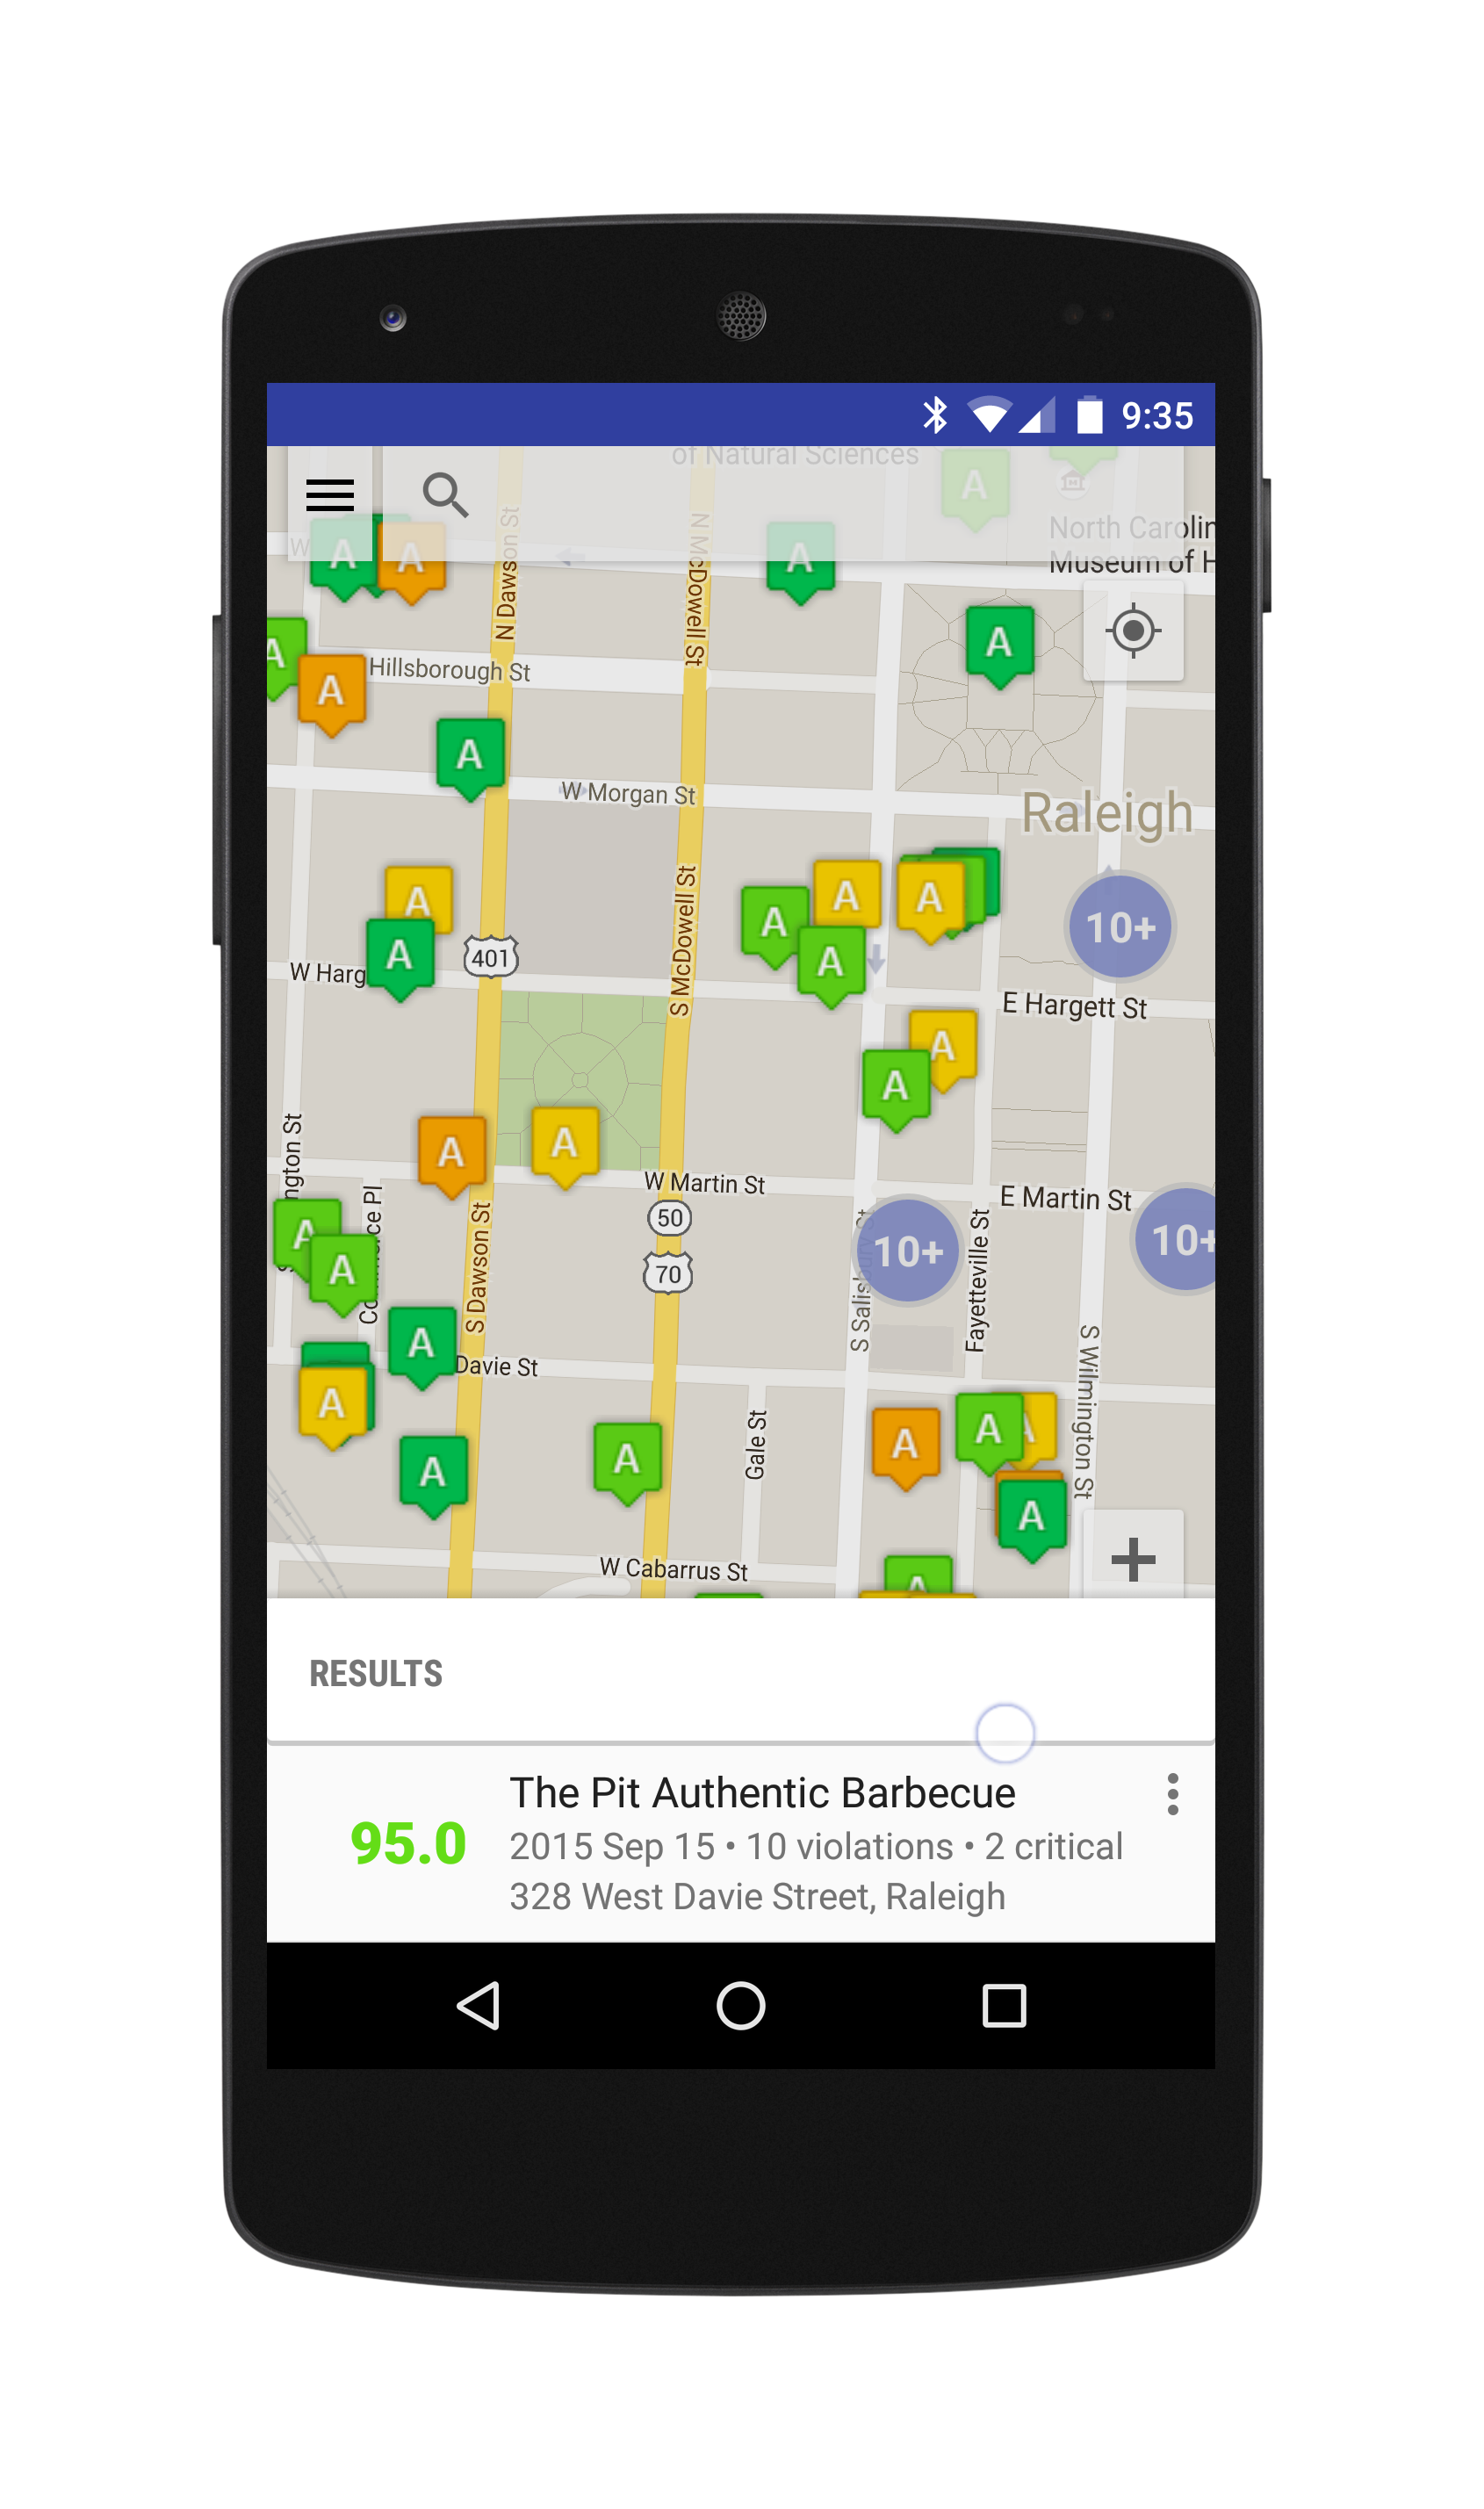 9:35
of Natural Sciences
A
North Carolin
Museum of H
W
A
A
A
N Dawson St
N McDowell St
A
A
Hillsborough St
A
A
W Morgan St
Raleigh
A
A
A
A
10+
S McDowell St
A
401
A
W Harg
E Hargett St
A
A
A
A
ngton St
W Martin St
E Martin St
50
10+
10+
A
A
S Dawson St
70
Fayetteville St
A
Davie St
S Wilmington St
A
A
A
A
A
Gale St
A
A
W Cabarrus St
A
RESULTS
The Pit Authentic Barbecue
95.0
2015 Sep 15 • 10 violations • 2 critical
328 West Davie Street, Raleigh